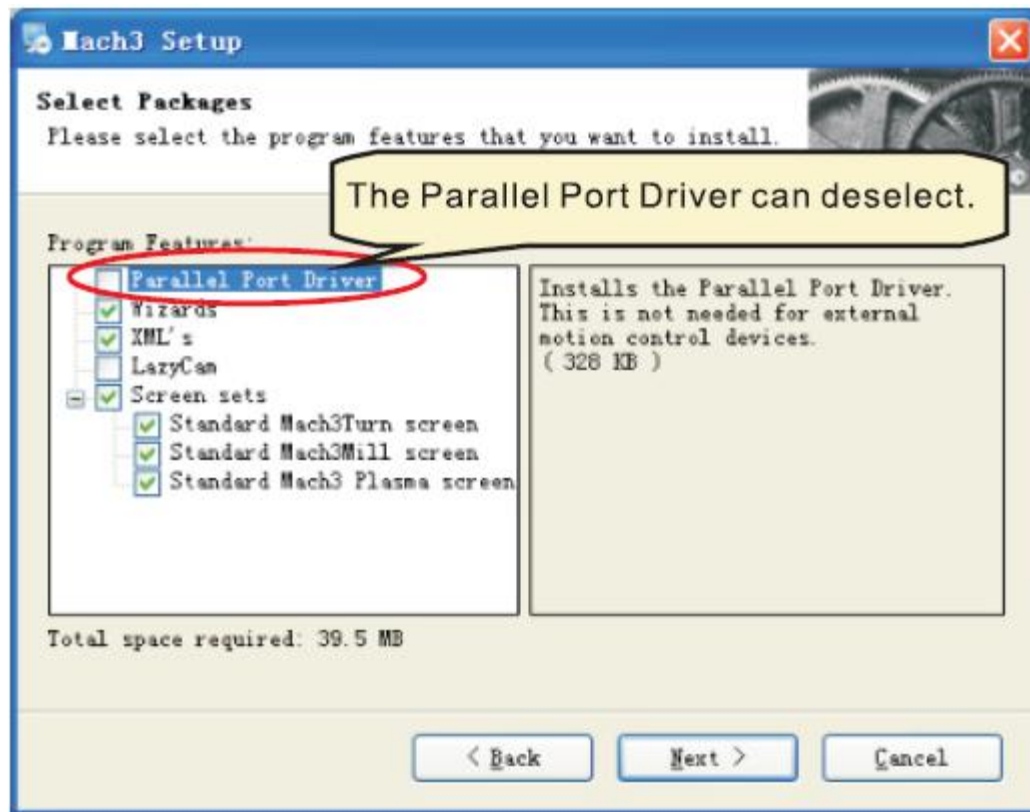 Mach3 Setup
Select Packages
Please select the program features that you want to install.
The Parallel Port Driver can deselect.
Program Features:
Parallel Port Driver
Wizards
XML's
LazyCam
Screen sets
Standard Mach3Turn screen
Standard Mach3Mill screen
Standard Mach3 Plasma screen
Installs the Parallel Port Driver.
This is not needed for external
motion control devices.
( 328 KB )
Total space required: 39.5 MB
< Back
Next >
Cancel